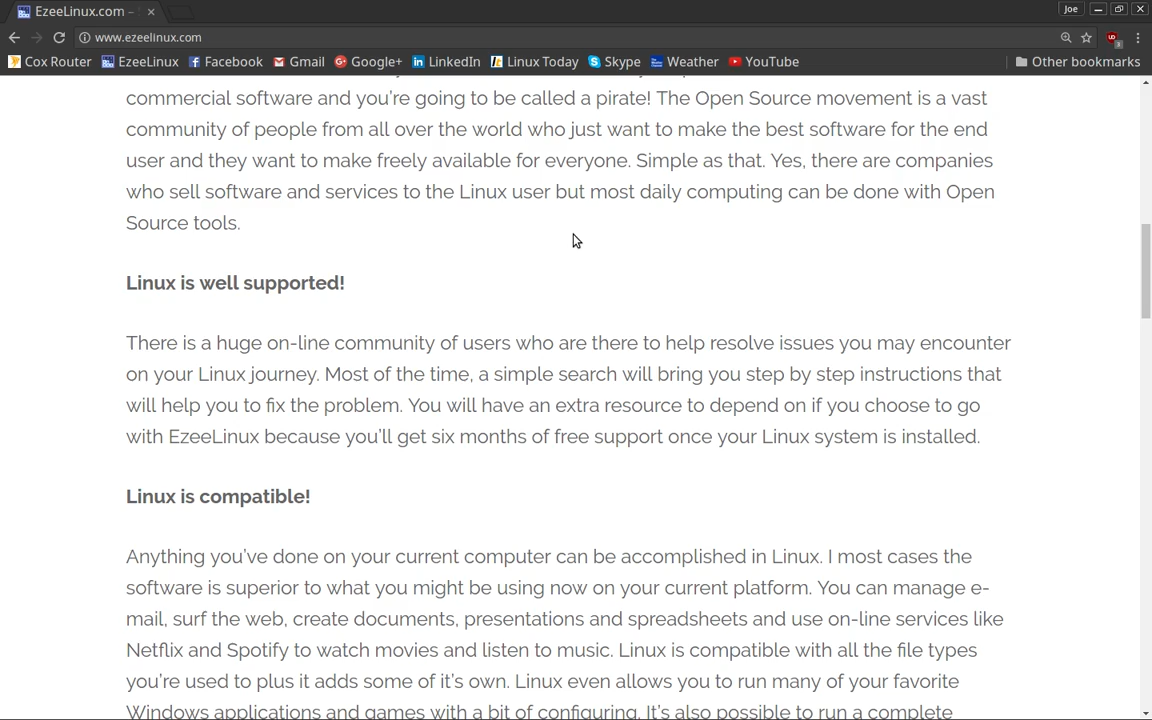 EzeeLinux.com –
Joe
www.ezeelinux.com
3
Cox Router EzeeLinux Facebook Gmail Google+ LinkedIn Linux Today Skype Weather YouTube Other bookmarks
commercial software and you're going to be called a pirate! The Open Source movement is a vast
community of people from all over the world who just want to make the best software for the end
user and they want to make freely available for everyone. Simple as that. Yes, there are companies
who sell software and services to the Linux user but most daily computing can be done with Open
Source tools.
Linux is well supported!
There is a huge on-line community of users who are there to help resolve issues you may encounter
on your Linux journey. Most of the time, a simple search will bring you step by step instructions that
will help you to fix the problem. You will have an extra resource to depend on if you choose to go
with EzeeLinux because you'll get six months of free support once your Linux system is installed.
Linux is compatible!
Anything you've done on your current computer can be accomplished in Linux. I most cases the
software is superior to what you might be using now on your current platform. You can manage e-
mail, surf the web, create documents, presentations and spreadsheets and use on-line services like
Netflix and Spotify to watch movies and listen to music. Linux is compatible with all the file types
you're used to plus it adds some of it's own. Linux even allows you to run many of your favorite
Windows applications and games with a bit of configuring. It's also possible to run a complete